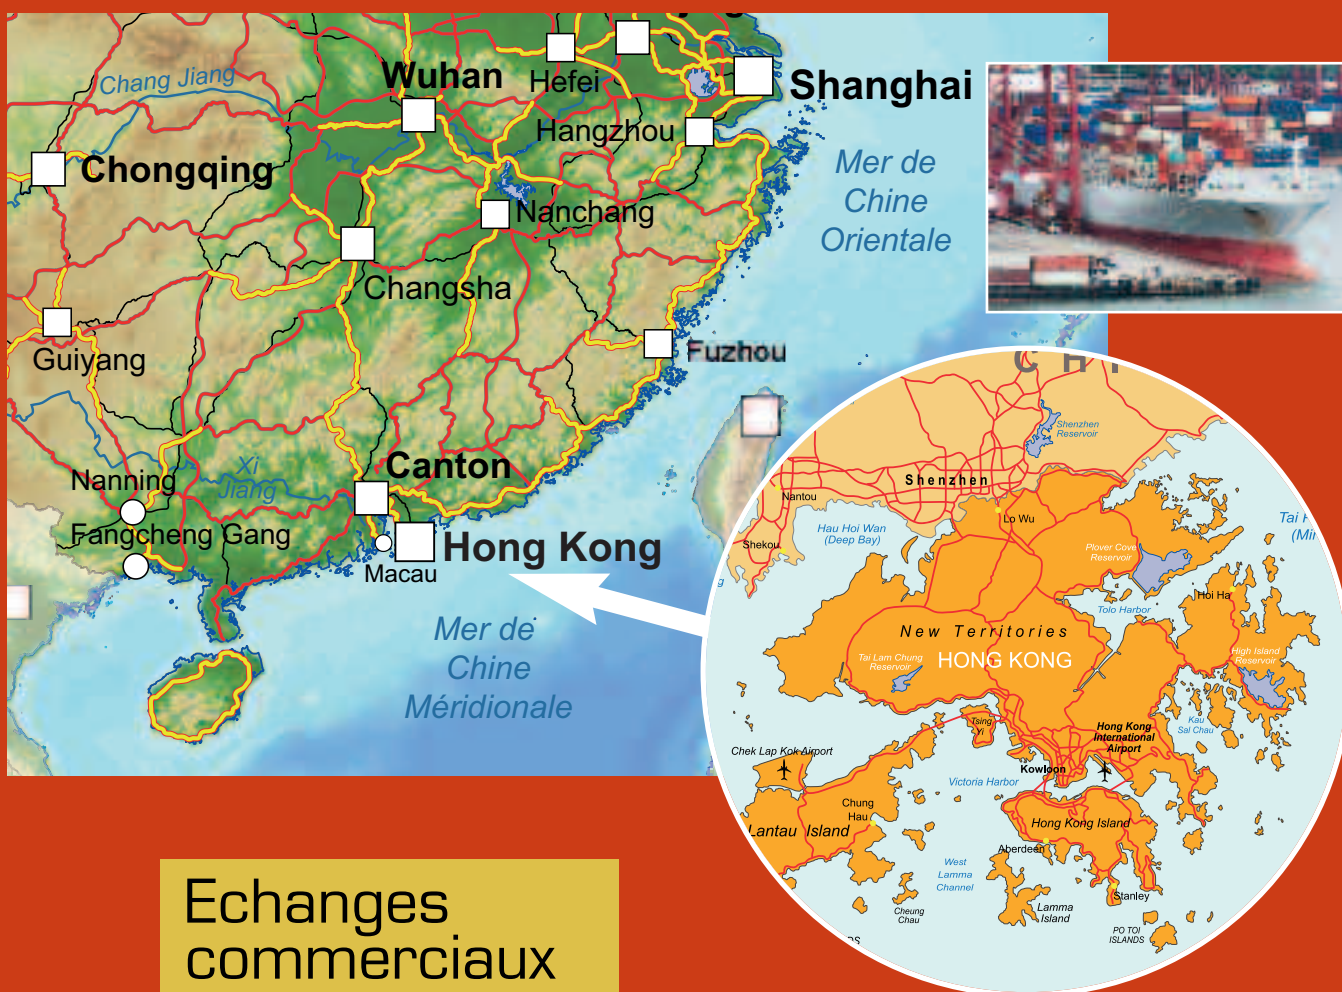 Chang Jiang
Wuhan
Hefei
Shanghai
Hangzhou
Chongqing
Mer de
Chine
Orientale
Nanchang
Changsha
Guiyang
Fuzhou
Canton
Xi
Jiang
Nanning
Fangcheng Gang
Hong Kong
Macau
Mer de
Chine
Méridionale
Shenzhen
Reservoir
Shenzhen
Nantou
Lo Wu
Hau Hoi Wan
(Deep Bay)
Shekou
Plover Cove
Reservoir
Hoi Ha
Tolo Harbor
New Territories
HONG KONG
Tai Lam Chung
Reservoir
High Island
Reservoir
Tsing
Yi
Kau
Sai Chau
Hong Kong
International
Airport
Chek Lap Kok Airport
Kowloon
Victoria Harbor
Chung
Hau
Lantau Island
Hong Kong Island
Aberdeen
West
Lamma
Channel
Stanley
Cheung
Chau
Lamma
Island
PO TOI
ISLANDS
Echanges
commerciaux